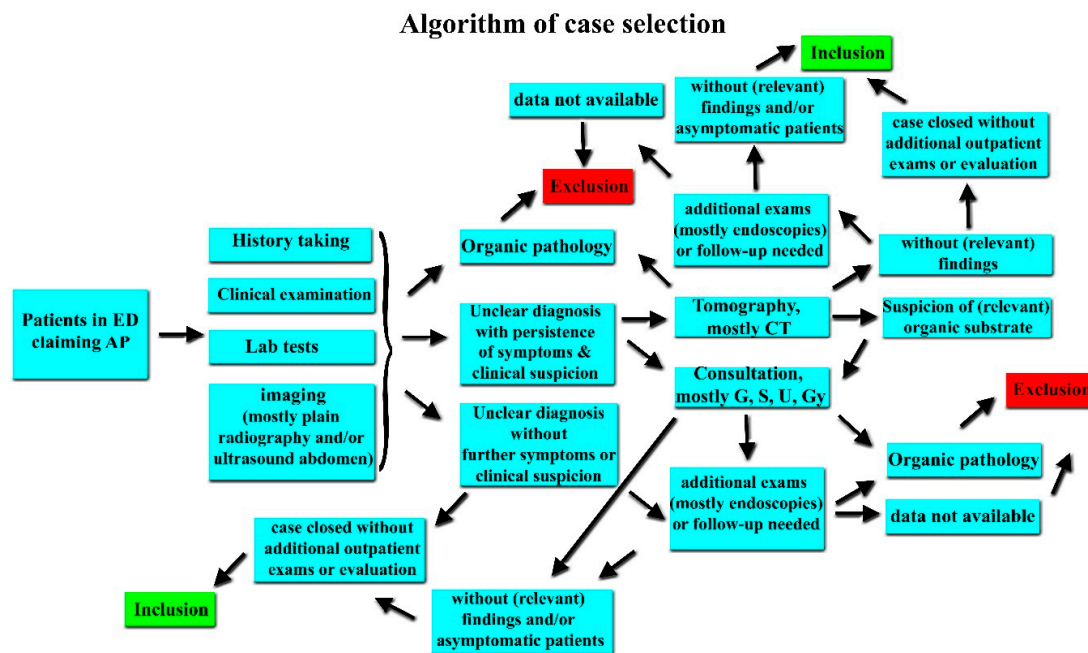 Algorithm of case selection
Inclusion
data not available
without (relevant)
findings and/or
asymptomatic patients
case closed without
additional outpatient
exams or evaluation
Exclusion
additional exams
(mostly endoscopies)
or follow-up needed
History taking
Organic pathology
without (relevant)
findings
Clinical examination
Patients in ED
claiming AP
Lab tests
Unclear diagnosis
with persistence
of symptoms &
clinical suspicion
Tomography,
mostly CT
Suspicion of (relevant)
organic substrate
imaging
(mostly plain
radiography and/or
ultrasound abdomen)
Unclear diagnosis
without
further symptoms or
clinical suspicion
Consultation,
mostly G, S, U, Gy
Exclusion
additional exams
(mostly endoscopies)
or follow-up needed
Organic pathology
data not available
case closed without
additional outpatient
exams or evaluation
Inclusion
without (relevant)
findings and/or
asymptomatic patients